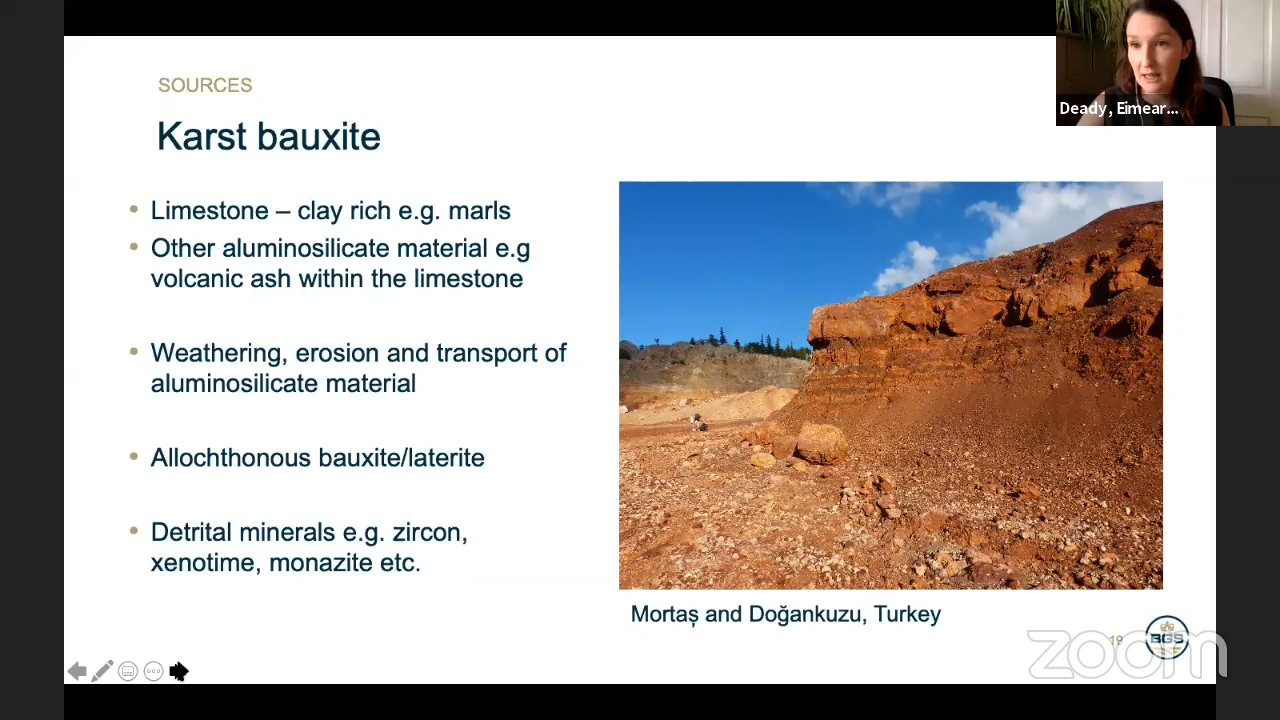 Deady, Eimear...
SOURCES
Karst bauxite
• Limestone – clay rich e.g. marls
• Other aluminosilicate material e.g
volcanic ash within the limestone
• Weathering, erosion and transport of
aluminosilicate material
• Allochthonous bauxite/laterite
• Detrital minerals e.g. zircon,
xenotime, monazite etc.
Mortaş and Doğankuzu, Turkey
19
BGS
zoom